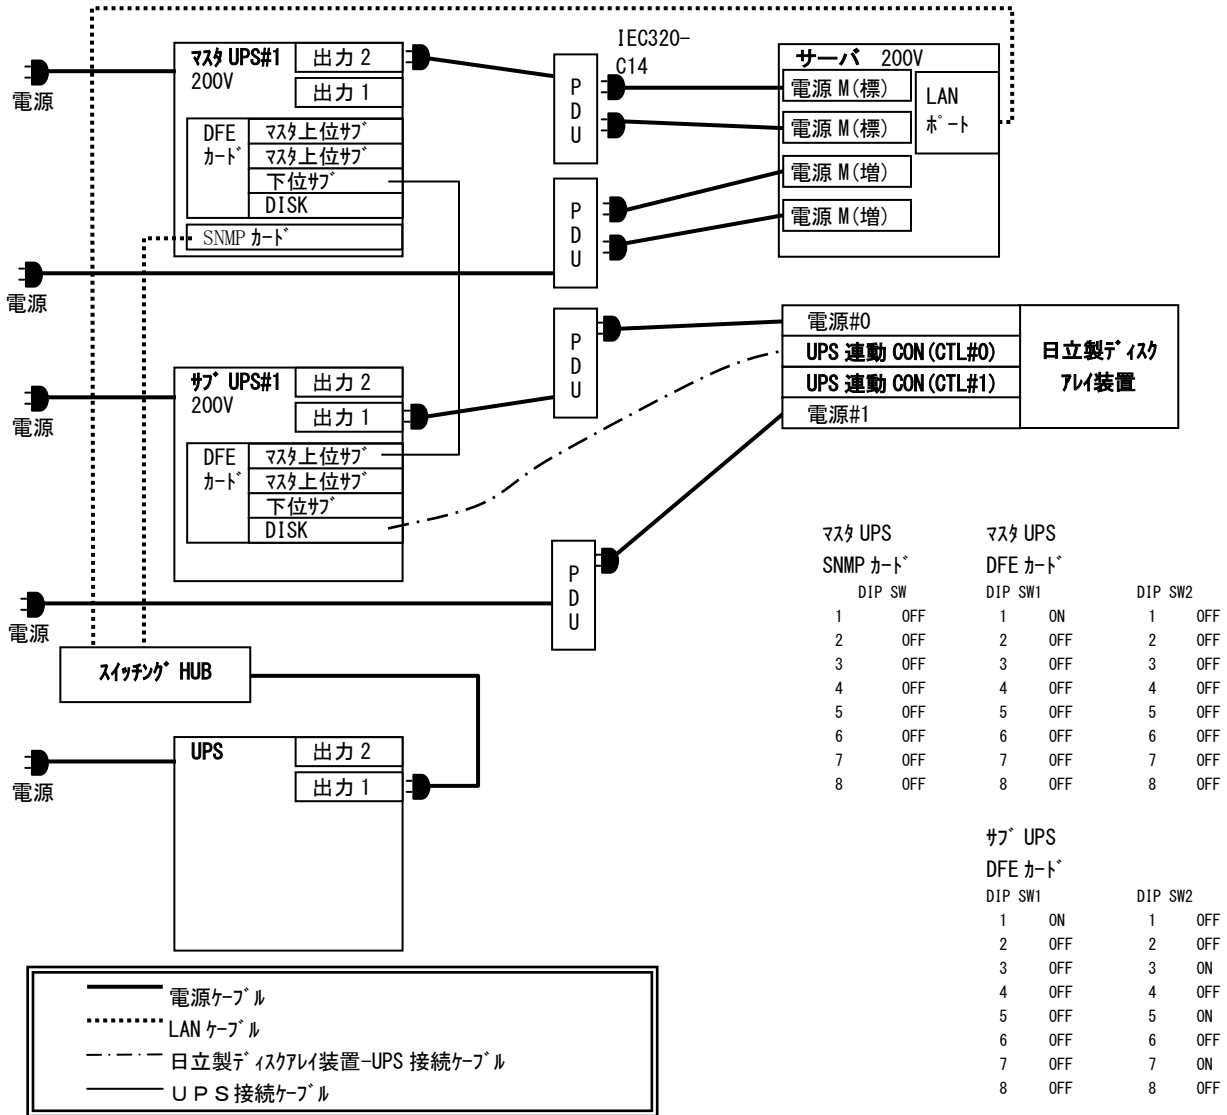 マスタ UPS#1
200V
出力 2
出力 1
DFE
カード
マスタ上位サブ
マスタ上位サブ
下位サブ
DISK
SNMP カード
電源
PDU
IEC320-
C14
サーバ 200V
電源 M(標)
電源 M(標)
電源 M(増)
電源 M(増)
LAN
ポート
PDU
電源
サブ UPS#1
200V
出力 2
出力 1
DFE
カード
マスタ上位サブ
マスタ上位サブ
下位サブ
DISK
電源
PDU
電源#0
UPS 連動 CON(CTL#0)
UPS 連動 CON(CTL#1)
電源#1
日立製ディスク
アレイ装置
PDU
電源
スイッチング HUB
UPS
出力 2
出力 1
電源
マスタ UPS
SNMP カード
DIP SW
1 OFF
2 OFF
3 OFF
4 OFF
5 OFF
6 OFF
7 OFF
8 OFF
マスタ UPS
DFE カード
DIP SW1 DIP SW2
1 ON 1 OFF
2 OFF 2 OFF
3 OFF 3 OFF
4 OFF 4 OFF
5 OFF 5 OFF
6 OFF 6 OFF
7 OFF 7 OFF
8 OFF 8 OFF
サブ UPS
DFE カード
DIP SW1 DIP SW2
1 ON 1 OFF
2 OFF 2 OFF
3 OFF 3 ON
4 OFF 4 OFF
5 OFF 5 ON
6 OFF 6 OFF
7 OFF 7 ON
8 OFF 8 OFF
電源ケーブル
LAN ケーブル
日立製ディスクアレイ装置-UPS 接続ケーブル
ＵＰＳ接続ケーブル